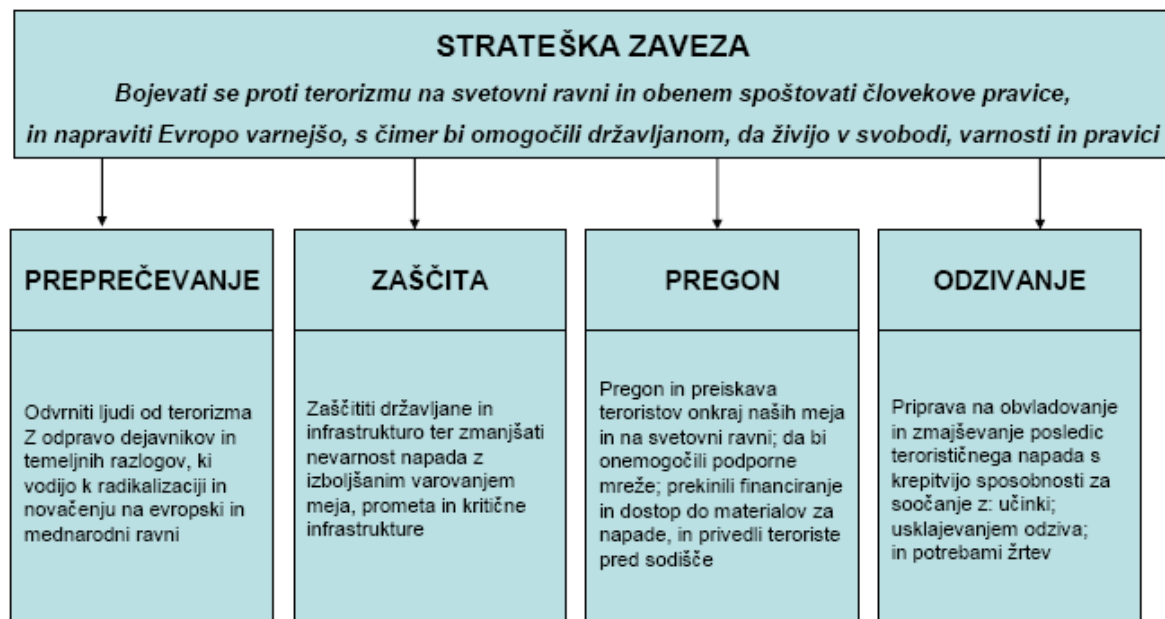 STRATEŠKA ZAVEZA
Bojevati se proti terorizmu na svetovni ravni in obenem spoštovati človekove pravice,
in napraviti Evropo varnejšo, s čimer bi omogočili državljanom, da živijo v svobodi, varnosti in pravici
PREPREČEVANJE
Odvrniti ljudi od terorizma
Z odpravo dejavnikov in
temeljnih razlogov, ki
vodijo k radikalizaciji in
novačenju na evropski in
mednarodni ravni
ZAŠČITA
Zaščititi državljane in
infrastrukturo ter zmanjšati
nevarnost napada z
izboljšanim varovanjem
meja, prometa in kritične
infrastrukture
PREGON
Pregon in preiskava
teroristov onkraj naših meja
in na svetovni ravni; da bi
onemogočili podporne
mreže; prekinili financiranje
in dostop do materialov za
napade, in privedli teroriste
pred sodišče
ODZIVANJE
Priprava na obvladovanje
in zmajševanje posledic
terorističnega napada s
krepitvijo sposobnosti za
soočanje z: učinki;
usklajevanjem odziva;
in potrebami žrtev